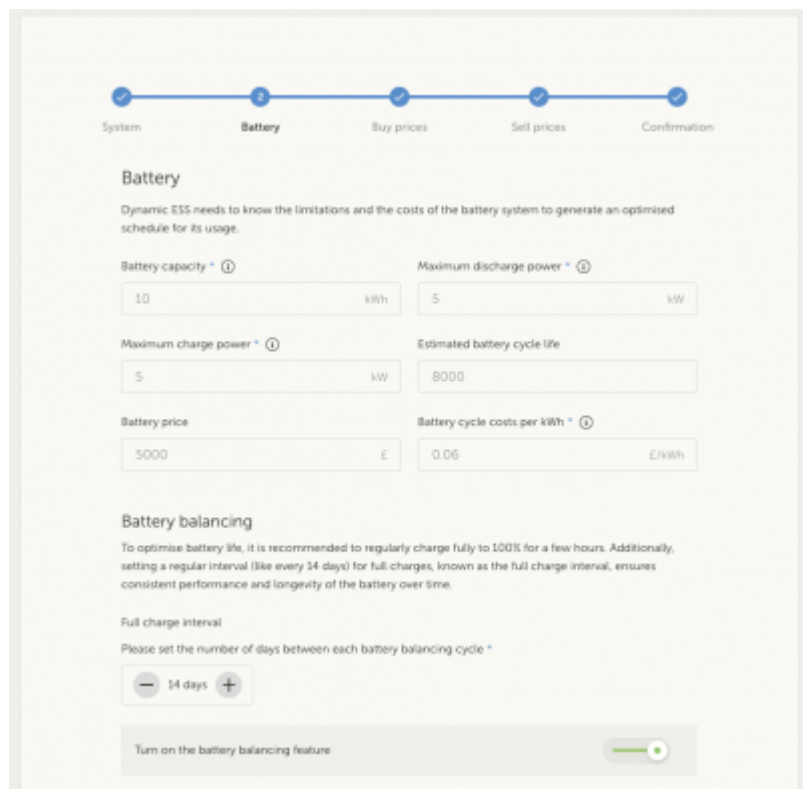 2
System
Battery
Buy prices
Sell prices
Confirmation
Battery
Dynamic ESS needs to know the limitations and the costs of the battery system to generate an optimised
schedule for its usage.
Battery capacity * i
Maximum discharge power * i
10 kWh
5 kW
Maximum charge power * i
Estimated battery cycle life
5 kW
8000
Battery price
Battery cycle costs per kWh * i
5000 £
0.06 £/kWh
Battery balancing
To optimise battery life, it is recommended to regularly charge fully to 100% for a few hours. Additionally,
setting a regular interval (like every 14 days) for full charges, known as the full charge interval, ensures
consistent performance and longevity of the battery over time.
Full charge interval
Please set the number of days between each battery balancing cycle *
− 14 days +
Turn on the battery balancing feature